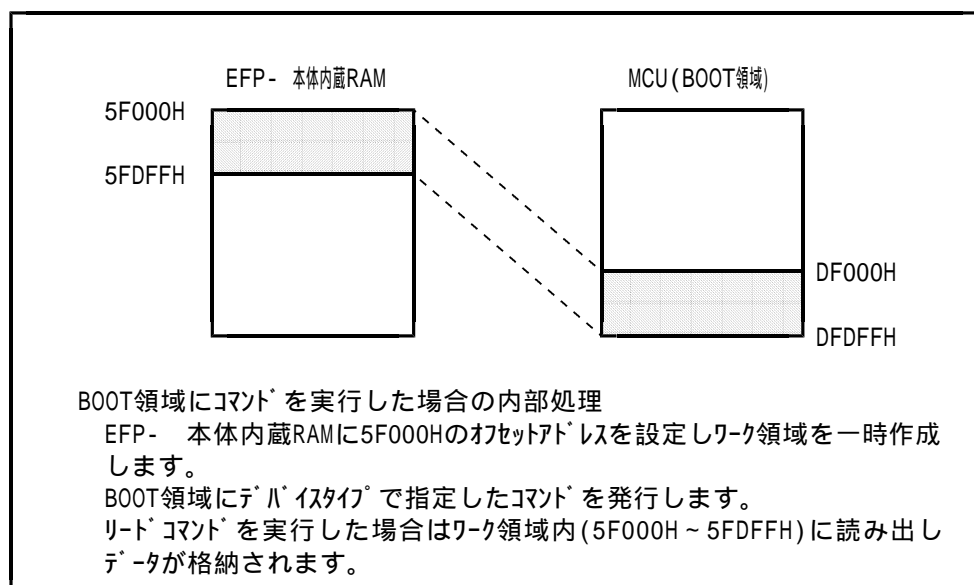 EFP- 本体内蔵RAM
MCU(BOOT領域)
5F000H
5FDFFH
DF000H
DFDFFH
BOOT領域にｺﾏﾝﾄﾞを実行した場合の内部処理
EFP- 本体内蔵RAMに5F000Hのｵﾌｾｯﾄｱﾄﾞﾚｽを設定しﾜｰｸ領域を一時作成
します。
BOOT領域にﾃﾞﾊﾞｲｽﾀｲﾌﾟで指定したｺﾏﾝﾄﾞを発行します。
ﾘｰﾄﾞｺﾏﾝﾄﾞを実行した場合はﾜｰｸ領域内(5F000H~5FDFFH)に読み出し
ﾃﾞｰﾀが格納されます。